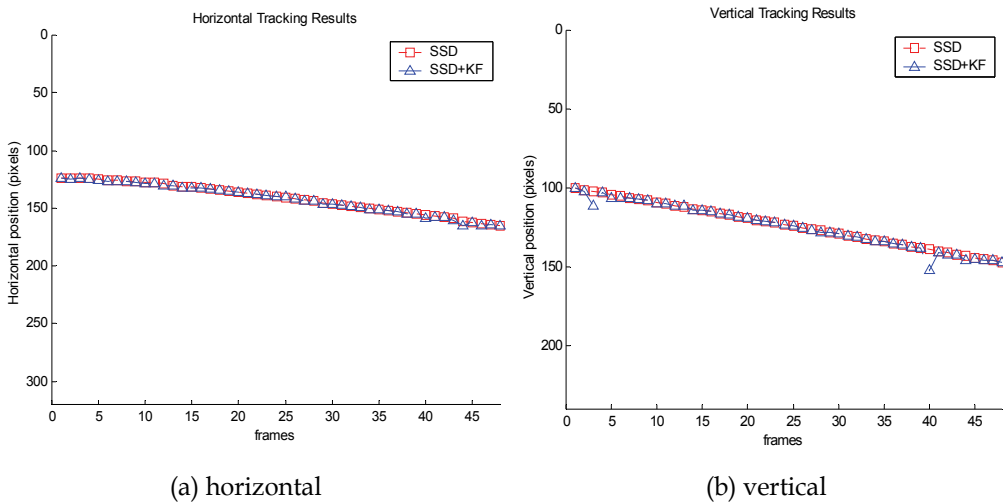 Horizontal Tracking Results
0
50
100
150
200
250
300
Horizontal position (pixels)
0 5 10 15 20 25 30 35 40 45
frames
SSD
SSD+KF
(a) horizontal
Vertical Tracking Results
0
50
100
150
200
Vertical position (pixels)
0 5 10 15 20 25 30 35 40 45
frames
SSD
SSD+KF
(b) vertical